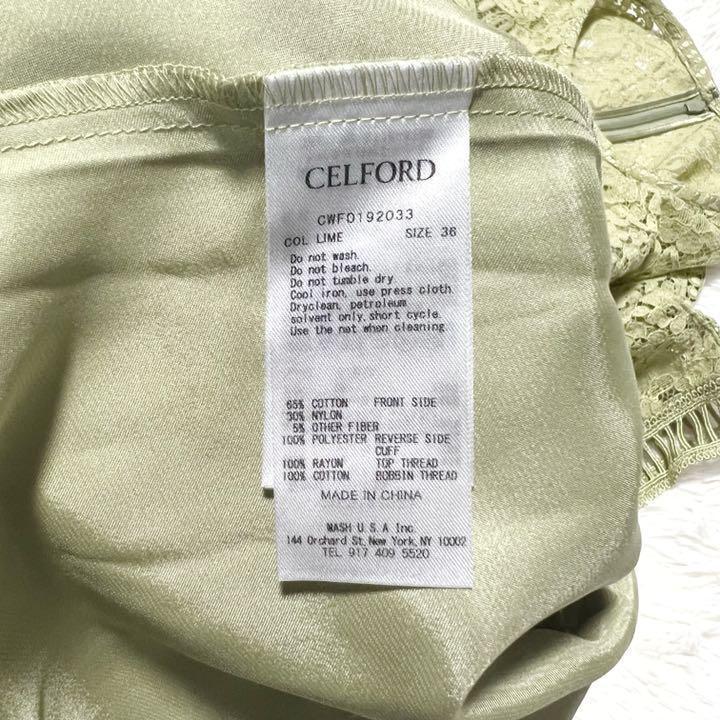 CELFORD
CWFO192033
COL LIME SIZE 36
Do not wash.
Do not bleach.
Do not tumble dry.
Cool iron, use press cloth.
Dryclean, petroleum
solvent only,short cycle.
Use the net when cleaning.
65% COTTON FRONT SIDE
30% NYLON
5% OTHER FIBER
100% POLYESTER REVERSE SIDE
CUFF
100% RAYON TOP THREAD
100% COTTON BOBBIN THREAD
MADE IN CHINA
MASH U.S.A Inc.
144 Orchard St,New York,NY 10002
TEL 917 409 5520